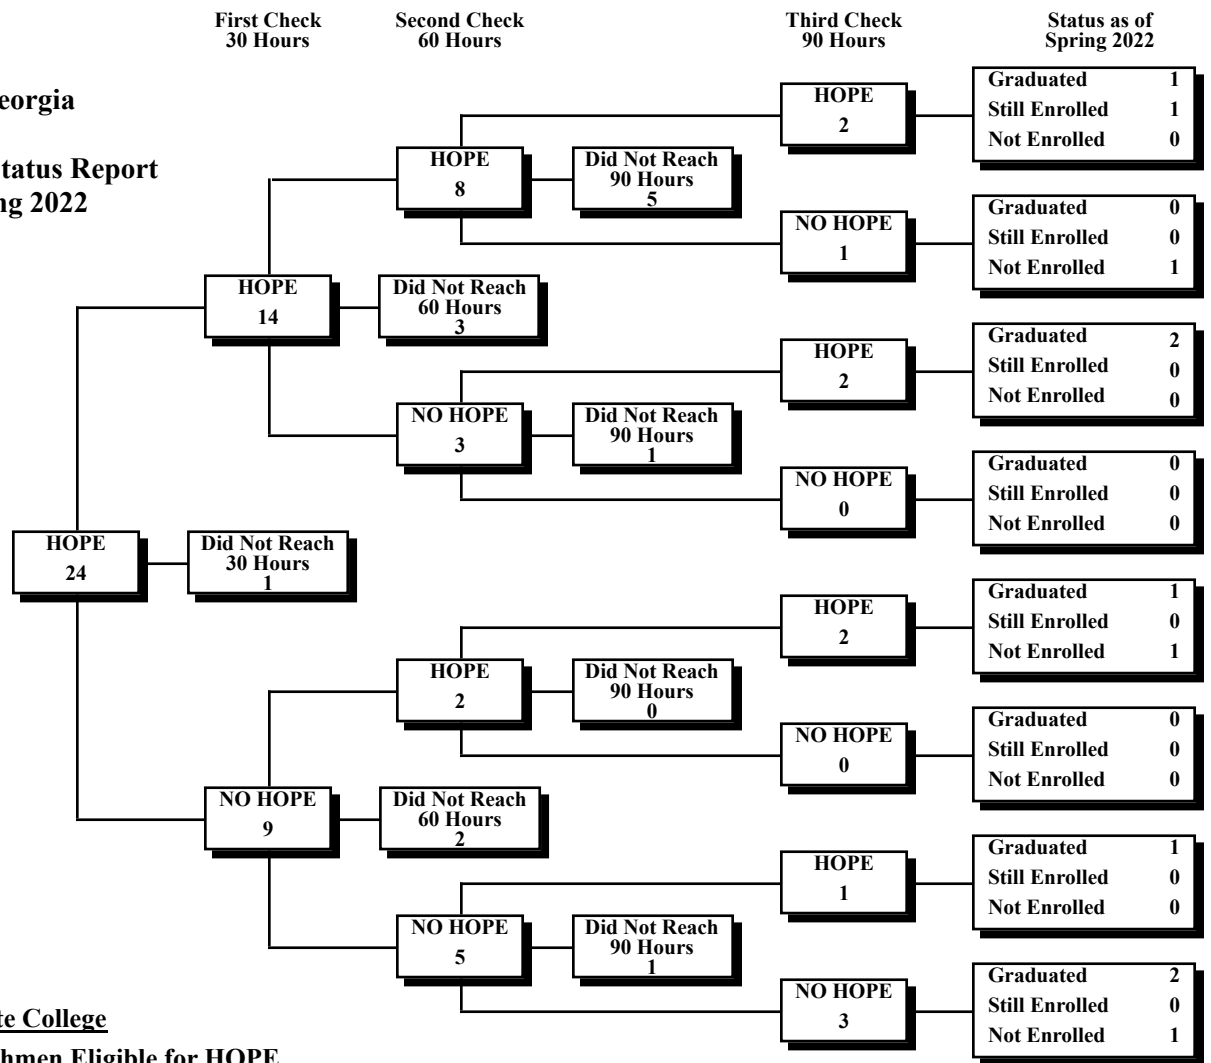 First Check
30 Hours
Second Check
60 Hours
Third Check
90 Hours
Status as of
Spring 2022
eorgia
tatus Report
ng 2022
HOPE
2
Graduated 1
Still Enrolled 1
Not Enrolled 0
HOPE
8
Did Not Reach
90 Hours
5
NO HOPE
1
Graduated 0
Still Enrolled 0
Not Enrolled 1
HOPE
14
Did Not Reach
60 Hours
3
HOPE
2
Graduated 2
Still Enrolled 0
Not Enrolled 0
NO HOPE
3
Did Not Reach
90 Hours
1
NO HOPE
0
Graduated 0
Still Enrolled 0
Not Enrolled 0
HOPE
24
Did Not Reach
30 Hours
1
HOPE
2
Graduated 1
Still Enrolled 0
Not Enrolled 1
HOPE
2
Did Not Reach
90 Hours
0
NO HOPE
0
Graduated 0
Still Enrolled 0
Not Enrolled 0
NO HOPE
9
Did Not Reach
60 Hours
2
HOPE
1
Graduated 1
Still Enrolled 0
Not Enrolled 0
NO HOPE
5
Did Not Reach
90 Hours
1
NO HOPE
3
Graduated 2
Still Enrolled 0
Not Enrolled 1
te College
hmen Eligible for HOPE